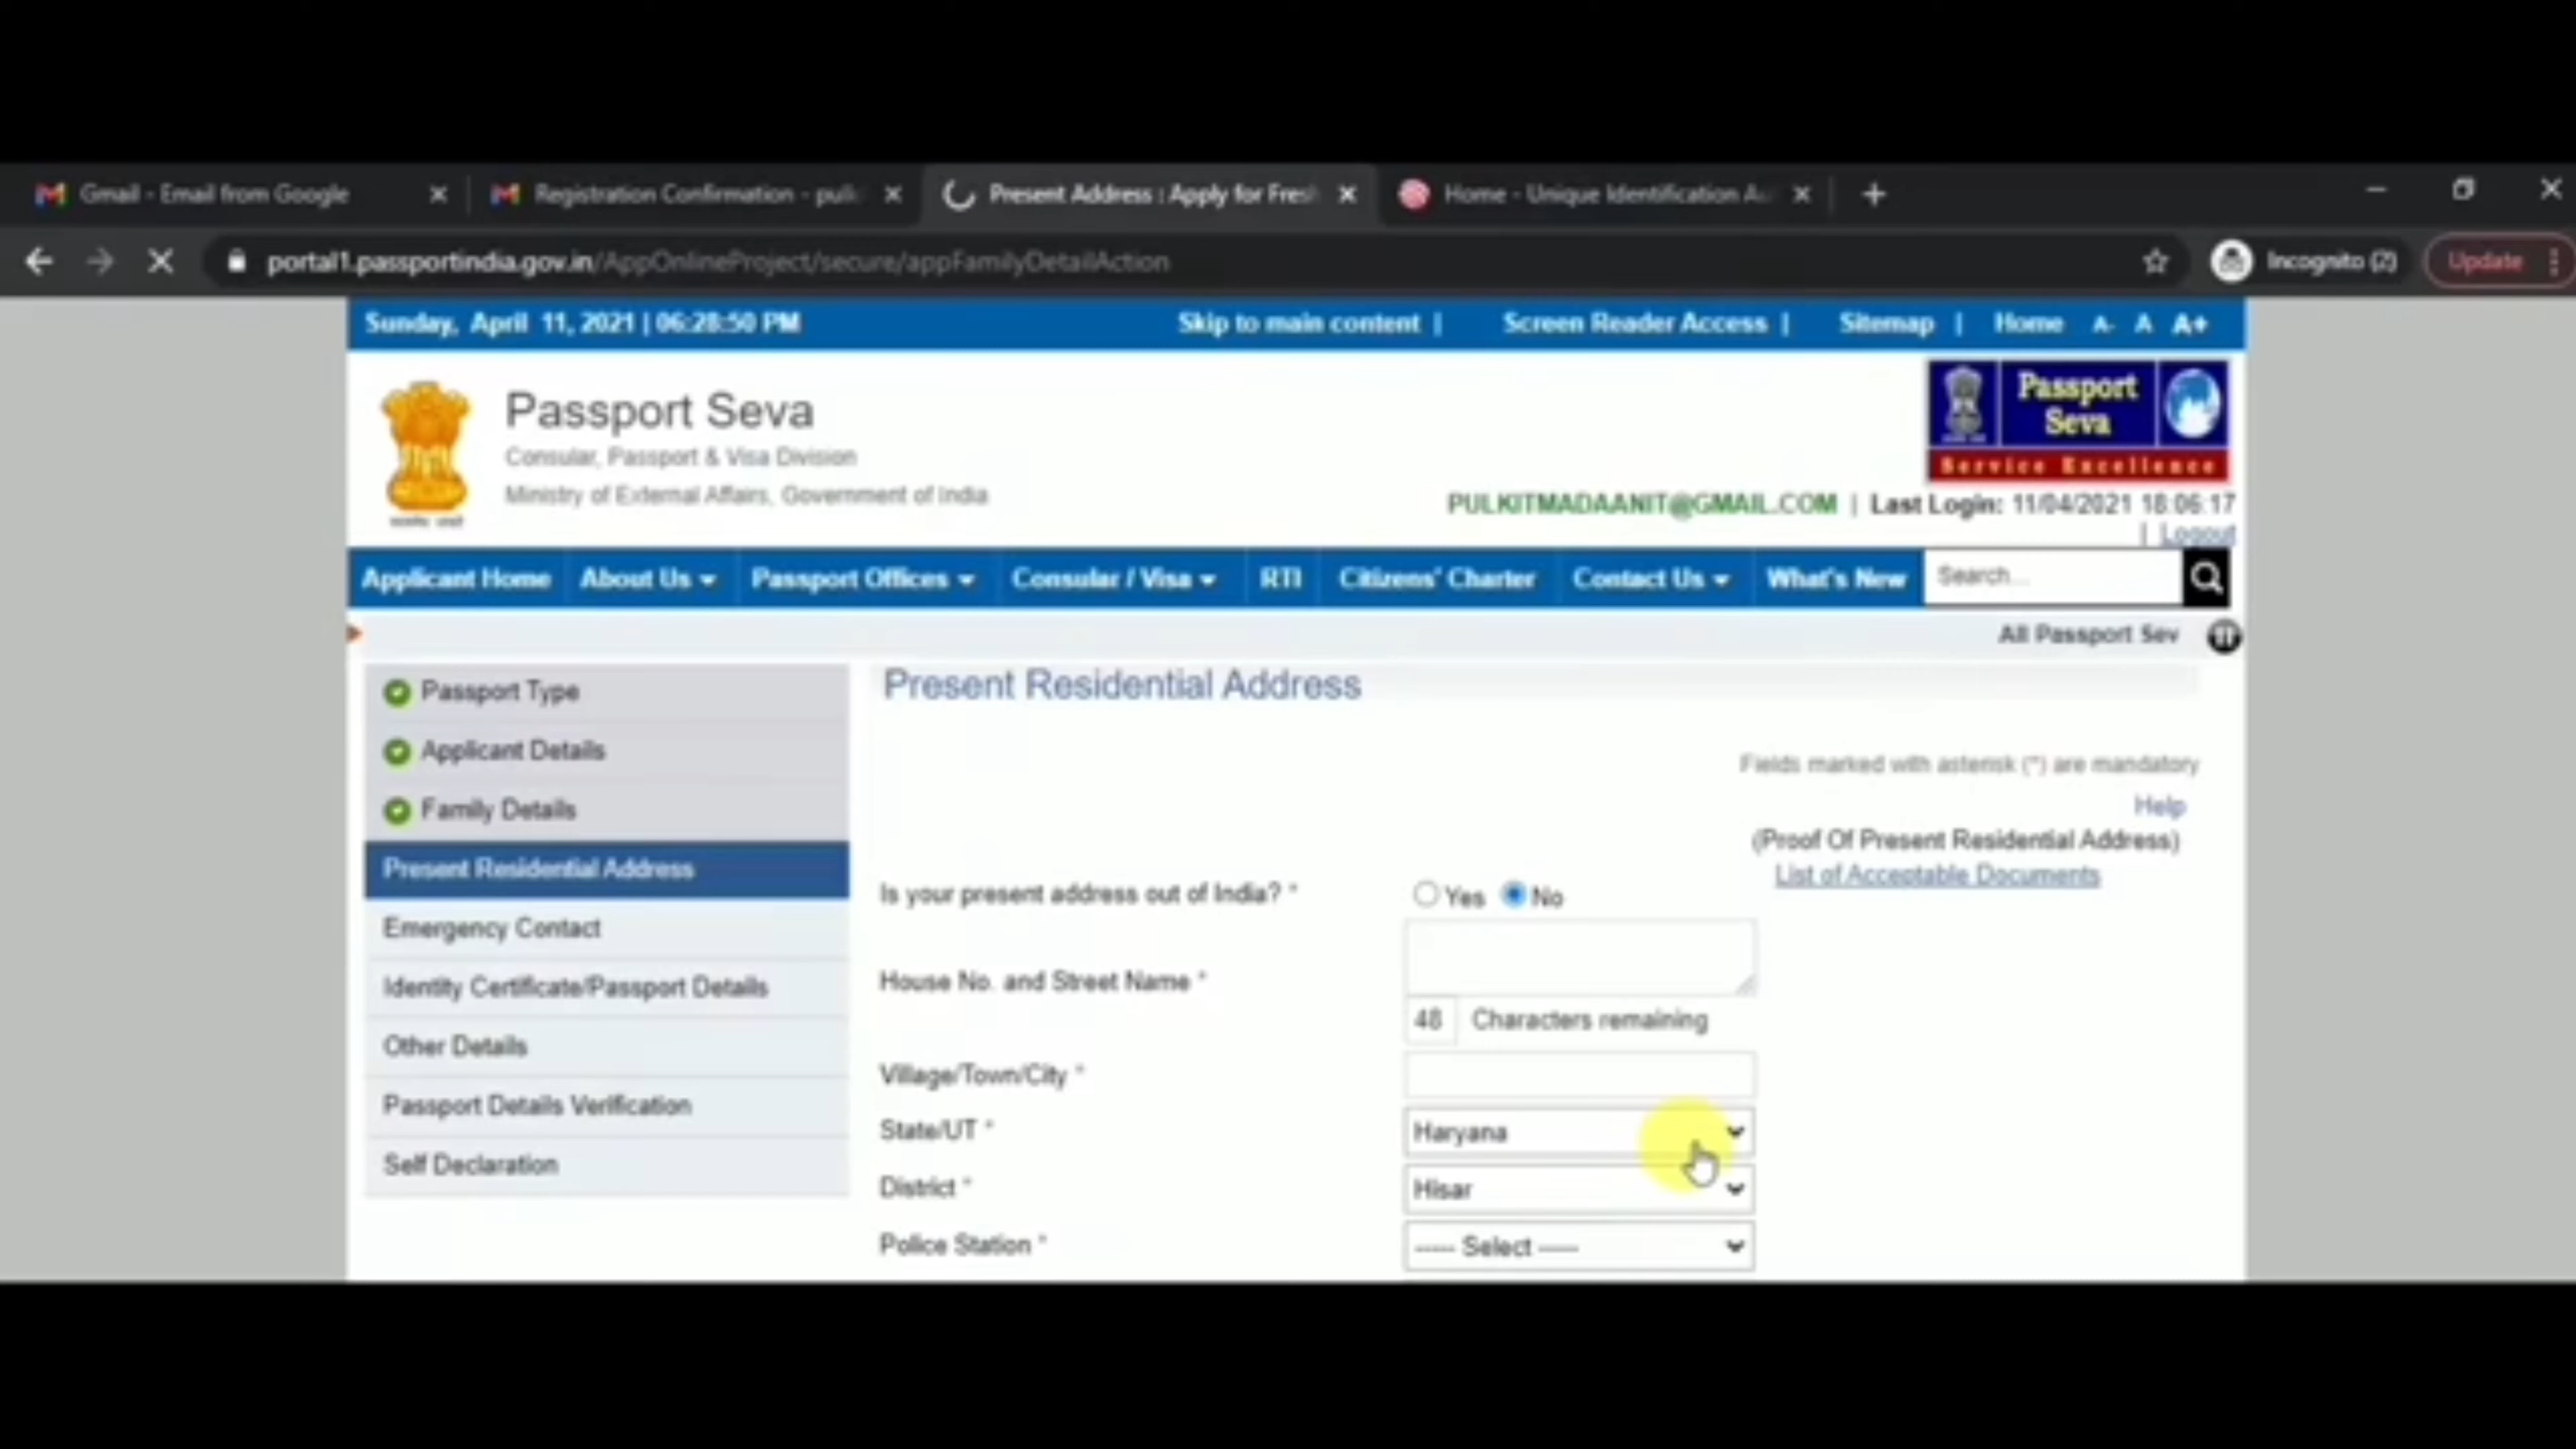 Gmail - Email from Google
Registration Confirmation - pulk
Present Address : Apply for Fresh
Home - Unique Identification Au
portal1.passportindia.gov.in/AppOnlineProject/secure/appFamilyDetailAction
Incognito (2)
Update
Sunday, April 11, 2021 | 06:28:50 PM
Skip to main content |
Screen Reader Access |
Sitemap |
Home
A- A A+
Passport Seva
Consular, Passport & Visa Division
Ministry of External Affairs, Government of India
Passport
Seva
Service Excellence
PULKITMADAANIT@GMAIL.COM | Last Login: 11/04/2021 18:06:17
| Logout
Applicant Home
About Us
Passport Offices
Consular / Visa
RTI
Citizens' Charter
Contact Us
What's New
Search...
All Passport Sev
Passport Type
Applicant Details
Family Details
Present Residential Address
Emergency Contact
Identity Certificate/Passport Details
Other Details
Passport Details Verification
Self Declaration
Present Residential Address
Fields marked with asterisk (*) are mandatory
Help
(Proof Of Present Residential Address)
List of Acceptable Documents
Is your present address out of India? *
Yes No
House No. and Street Name *
48 Characters remaining
Village/Town/City *
State/UT *
Haryana
District *
Hisar
Police Station *
----- Select -----